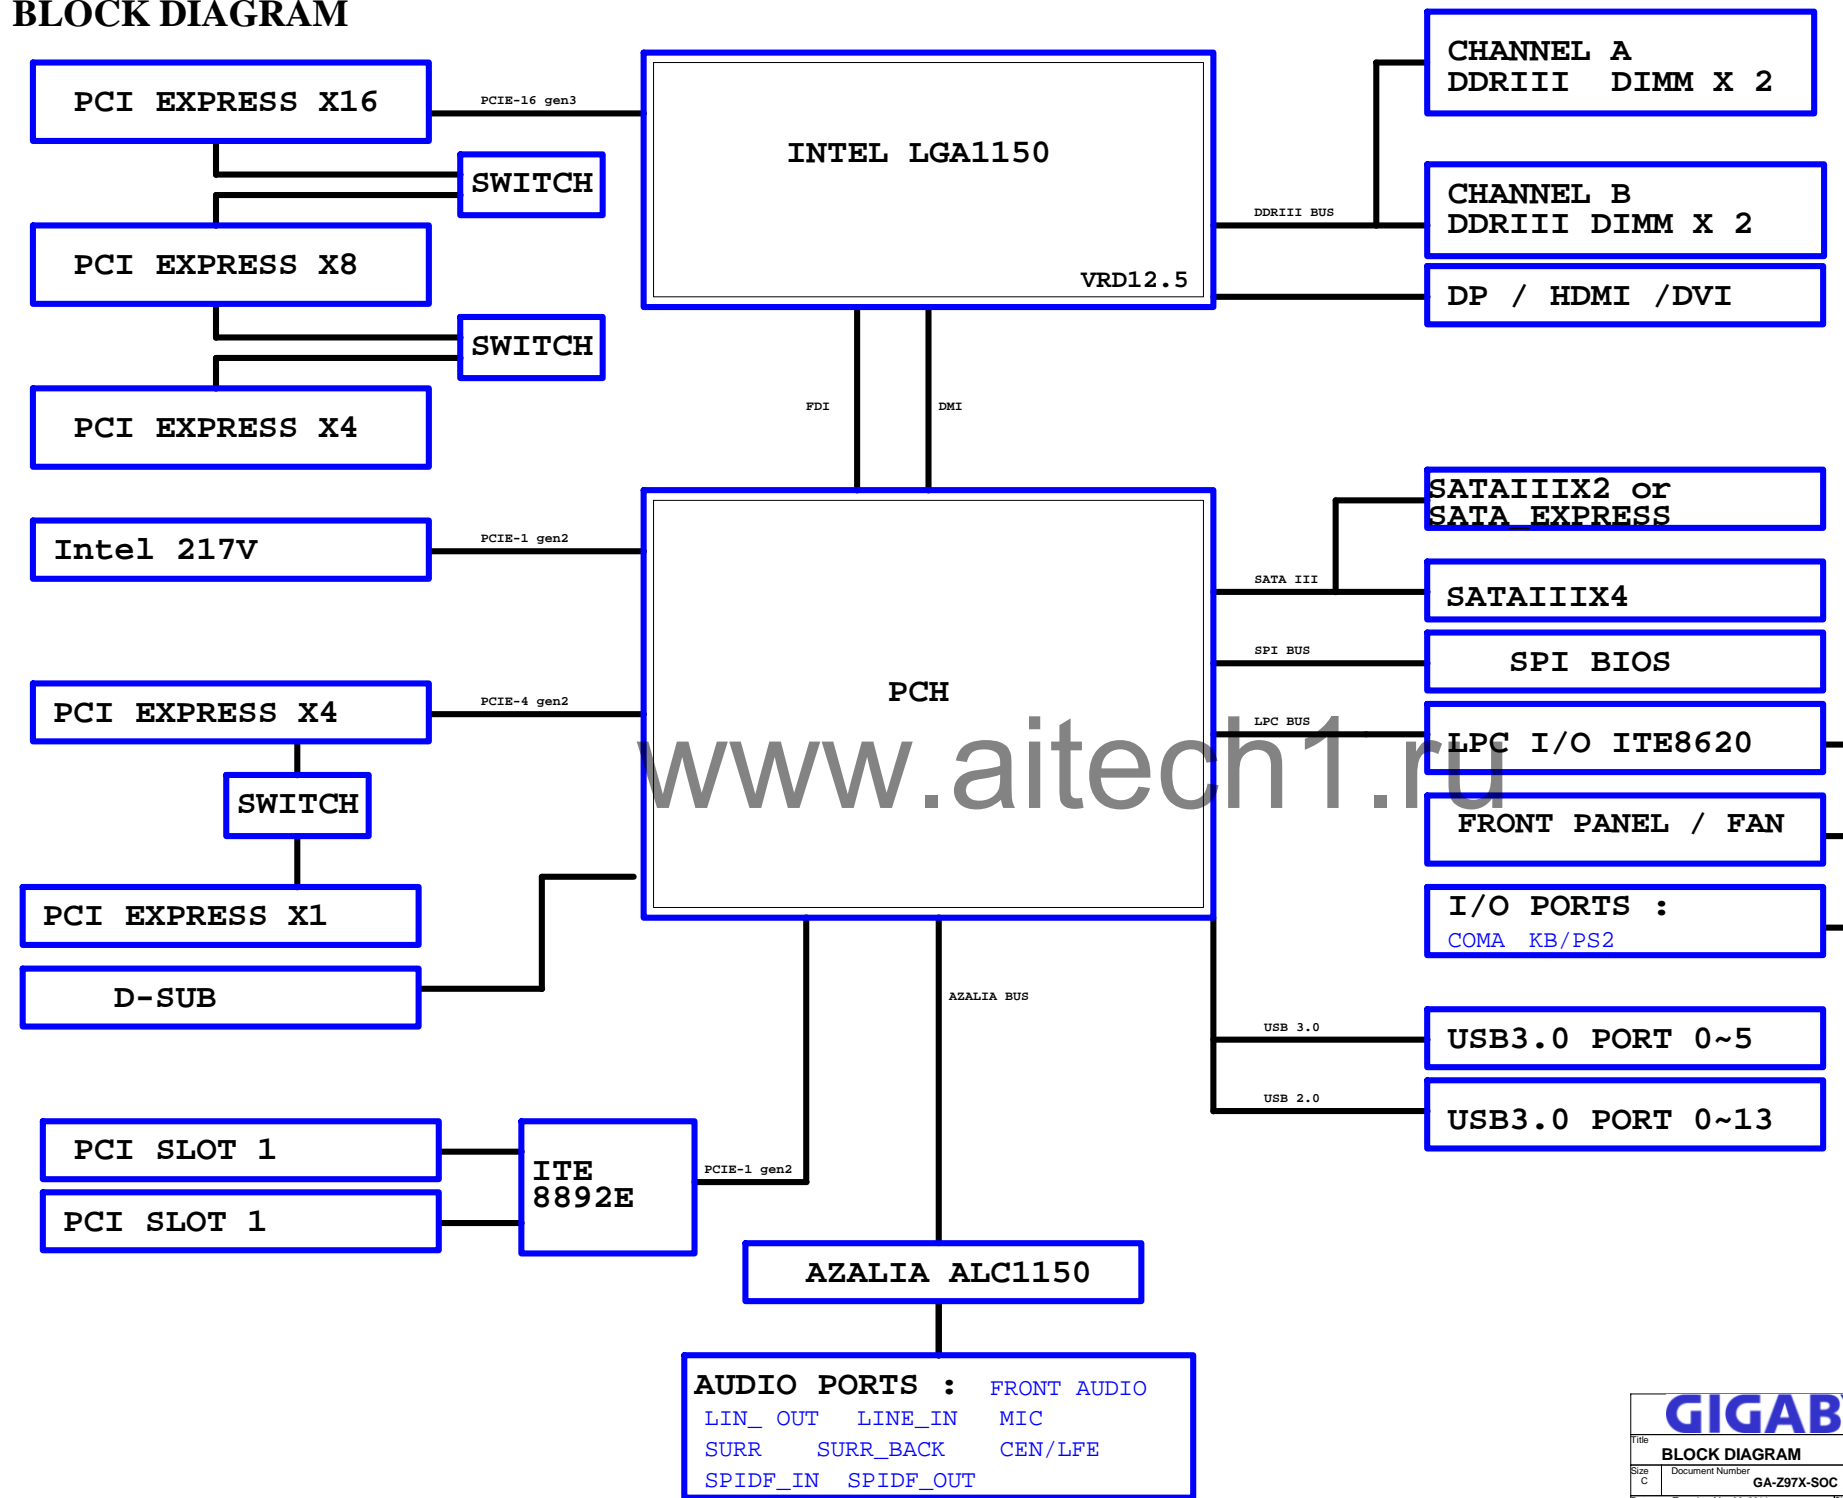 BLOCK DIAGRAM
PCI EXPRESS X16
PCIE-16 gen3
SWITCH
PCI EXPRESS X8
SWITCH
PCI EXPRESS X4
INTEL LGA1150
VRD12.5
CHANNEL A
DDRIII DIMM X 2
DDRIII BUS
CHANNEL B
DDRIII DIMM X 2
DP / HDMI /DVI
FDI
DMI
Intel 217V
PCIE-1 gen2
PCI EXPRESS X4
PCIE-4 gen2
SWITCH
PCI EXPRESS X1
D-SUB
PCH
SATAIIIX2 or
SATA_EXPRESS
SATA III
SATAIIIX4
SPI BUS
SPI BIOS
LPC BUS
LPC I/O ITE8620
www.aitech1.ru
FRONT PANEL / FAN
I/O PORTS :
COMA KB/PS2
USB 3.0
USB3.0 PORT 0~5
USB 2.0
USB3.0 PORT 0~13
AZALIA BUS
PCI SLOT 1
PCI SLOT 1
ITE
8892E
PCIE-1 gen2
AZALIA ALC1150
AUDIO PORTS : FRONT AUDIO
LIN_ OUT LINE_IN MIC
SURR SURR_BACK CEN/LFE
SPIDF_IN SPIDF_OUT
GIGAB
Title
BLOCK DIAGRAM
Size
C
Document Number
GA-Z97X-SOC